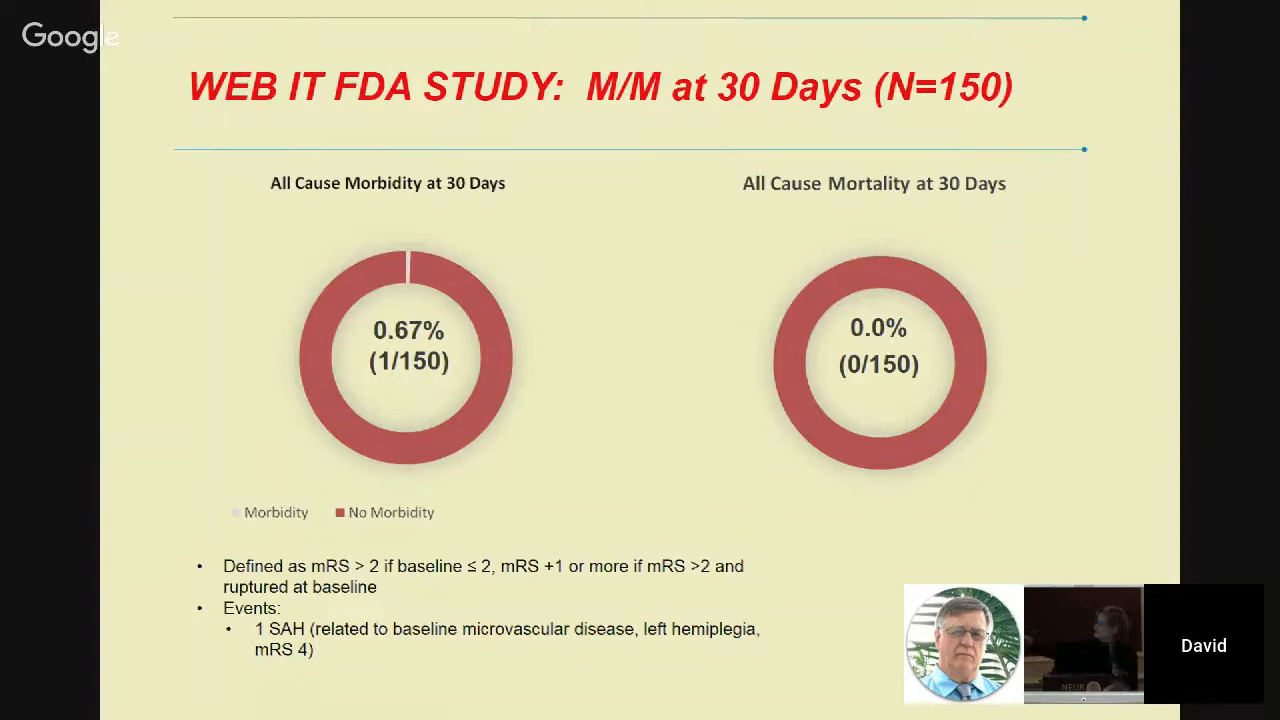 Google
WEB IT FDA STUDY: M/M at 30 Days (N=150)
All Cause Morbidity at 30 Days
All Cause Mortality at 30 Days
0.67%
(1/150)
0.0%
(0/150)
Morbidity
No Morbidity
• Defined as mRS > 2 if baseline ≤ 2, mRS +1 or more if mRS >2 and
ruptured at baseline
• Events:
• 1 SAH (related to baseline microvascular disease, left hemiplegia,
mRS 4)
NEUR
David